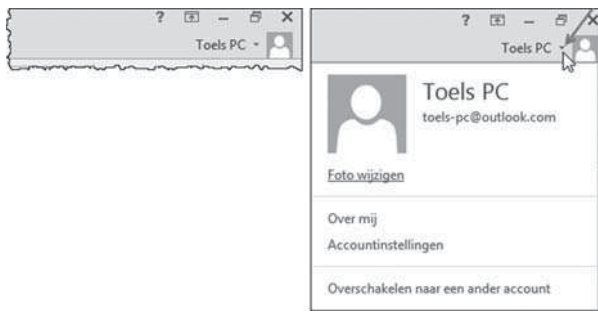 ?
Toels PC
?
Toels PC
Toels PC
toels-pc@outlook.com
Foto wijzigen
Over mij
Accountinstellingen
Overschakelen naar een ander account